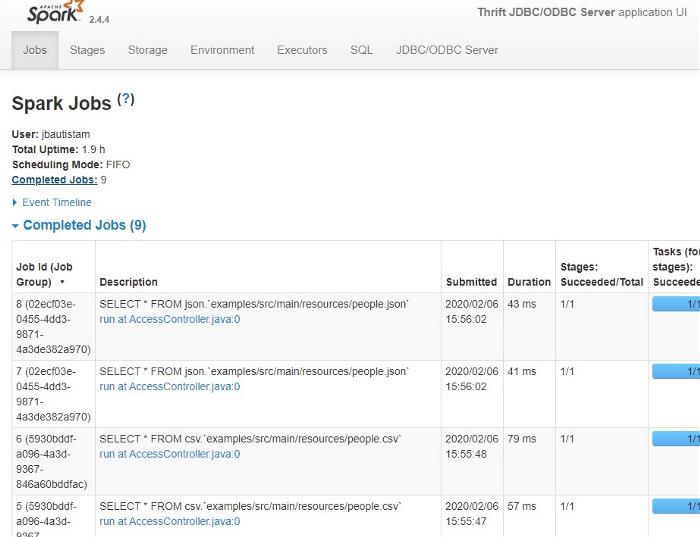 APACHE
Spark 2.4.4
Thrift JDBC/ODBC Server application UI
Jobs Stages Storage Environment Executors SQL JDBC/ODBC Server
Spark Jobs (?)
User: jbautistam
Total Uptime: 1.9 h
Scheduling Mode: FIFO
Completed Jobs: 9
Event Timeline
Completed Jobs (9)
Job Id (Job Group) Description Submitted Duration Stages: Succeeded/Total Tasks (for stages): Succeede
8 (02ecf03e-0455-4dd3-9871-4a3de382a970) SELECT * FROM json.`examples/src/main/resources/people.json` run at AccessController.java:0 2020/02/06 15:56:02 43 ms 1/1 1/1
7 (02ecf03e-0455-4dd3-9871-4a3de382a970) SELECT * FROM json.`examples/src/main/resources/people.json` run at AccessController.java:0 2020/02/06 15:56:02 41 ms 1/1 1/1
6 (5930bddf-a096-4a3d-9367-846a60bddfac) SELECT * FROM csv.`examples/src/main/resources/people.csv` run at AccessController.java:0 2020/02/06 15:55:48 79 ms 1/1 1/1
5 (5930bddf-a096-4a3d-9367 SELECT * FROM csv.`examples/src/main/resources/people.csv` run at AccessController.java:0 2020/02/06 15:55:47 57 ms 1/1 1/1